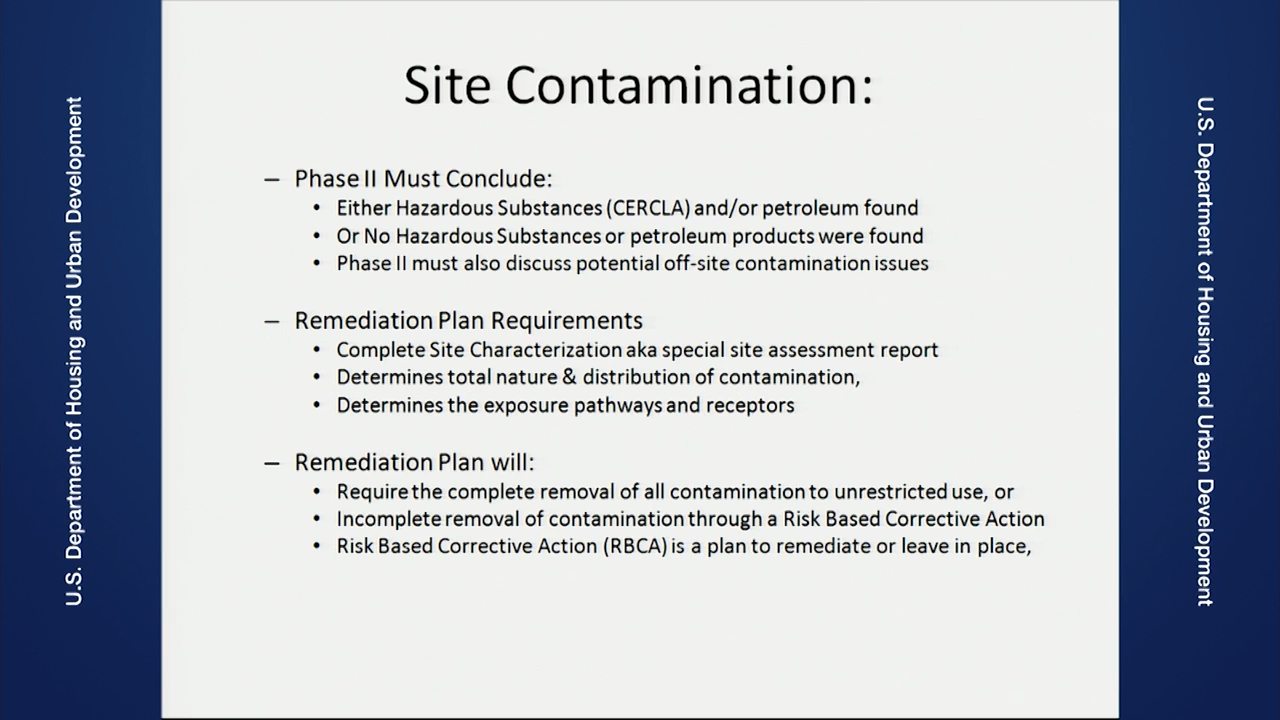 U.S. Department of Housing and Urban Development
Site Contamination:
– Phase II Must Conclude:
• Either Hazardous Substances (CERCLA) and/or petroleum found
• Or No Hazardous Substances or petroleum products were found
• Phase II must also discuss potential off-site contamination issues
– Remediation Plan Requirements
• Complete Site Characterization aka special site assessment report
• Determines total nature & distribution of contamination,
• Determines the exposure pathways and receptors
– Remediation Plan will:
• Require the complete removal of all contamination to unrestricted use, or
• Incomplete removal of contamination through a Risk Based Corrective Action
• Risk Based Corrective Action (RBCA) is a plan to remediate or leave in place,
U.S. Department of Housing and Urban Development